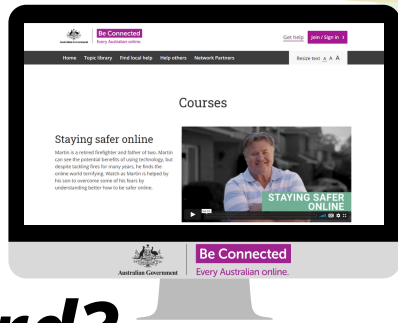 Be Connected
Every Australian online.
Get help
Join / Sign in ›
Home Topic library Find local help Help others Network Partners
Resize text A A A
Courses
Staying safer online
Martin is a retired firefighter and father of two. Martin
can see the potential benefits of using technology, but
despite tackling fires for many years, he finds the
online world terrifying. Watch as Martin is helped by
his son to overcome some of his fears by
understanding better how to be safer online.
STAYING SAFER
ONLINE
Australian Government
Be Connected
Every Australian online.